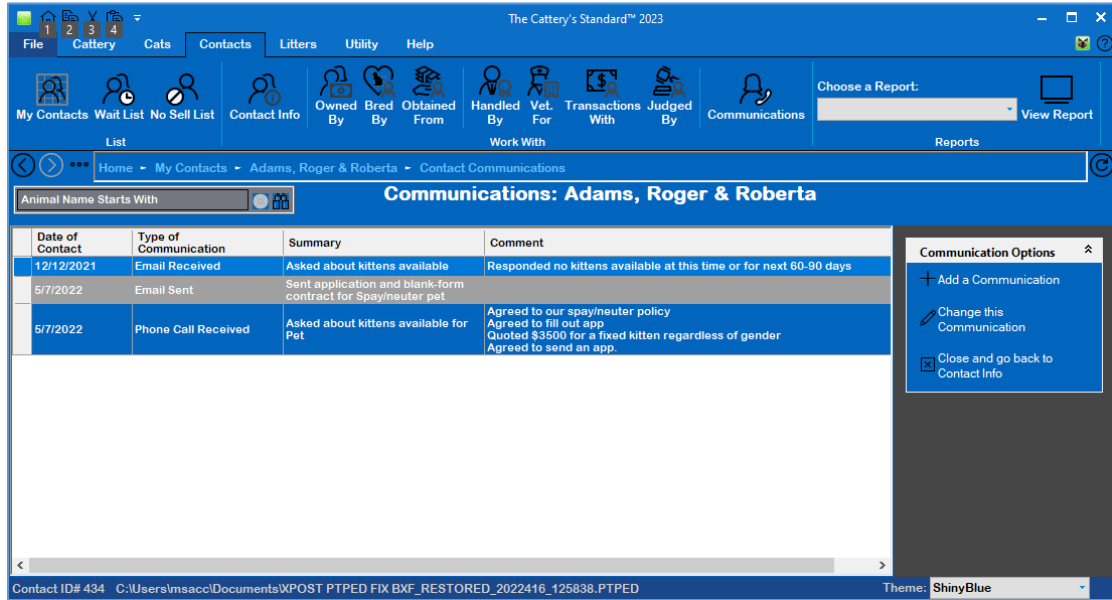 The Cattery's Standard™ 2023
1 2 3 4
File Cattery Cats Contacts Litters Utility Help
My Contacts Wait List No Sell List Contact Info Owned By Bred By Obtained From Handled By Vet. For Transactions With Judged By Communications Choose a Report: View Report
List Work With Reports
Home My Contacts Adams, Roger & Roberta Contact Communications
Animal Name Starts With
Communications: Adams, Roger & Roberta
Date of Contact Type of Communication Summary Comment
12/12/2021 Email Received Asked about kittens available Responded no kittens available at this time or for next 60-90 days
5/7/2022 Email Sent Sent application and blank-form
contract for Spay/neuter pet
5/7/2022 Phone Call Received Asked about kittens available for
Pet
Agreed to our spay/neuter policy
Agreed to fill out app
Quoted $3500 for a fixed kitten regardless of gender
Agreed to send an app.
Communication Options
Add a Communication
Change this
Communication
Close and go back to
Contact Info
Contact ID# 434 C:\Users\msacc\Documents\XPOST PTPED FIX BXF_RESTORED_2022416_125838.PTPED Theme: ShinyBlue